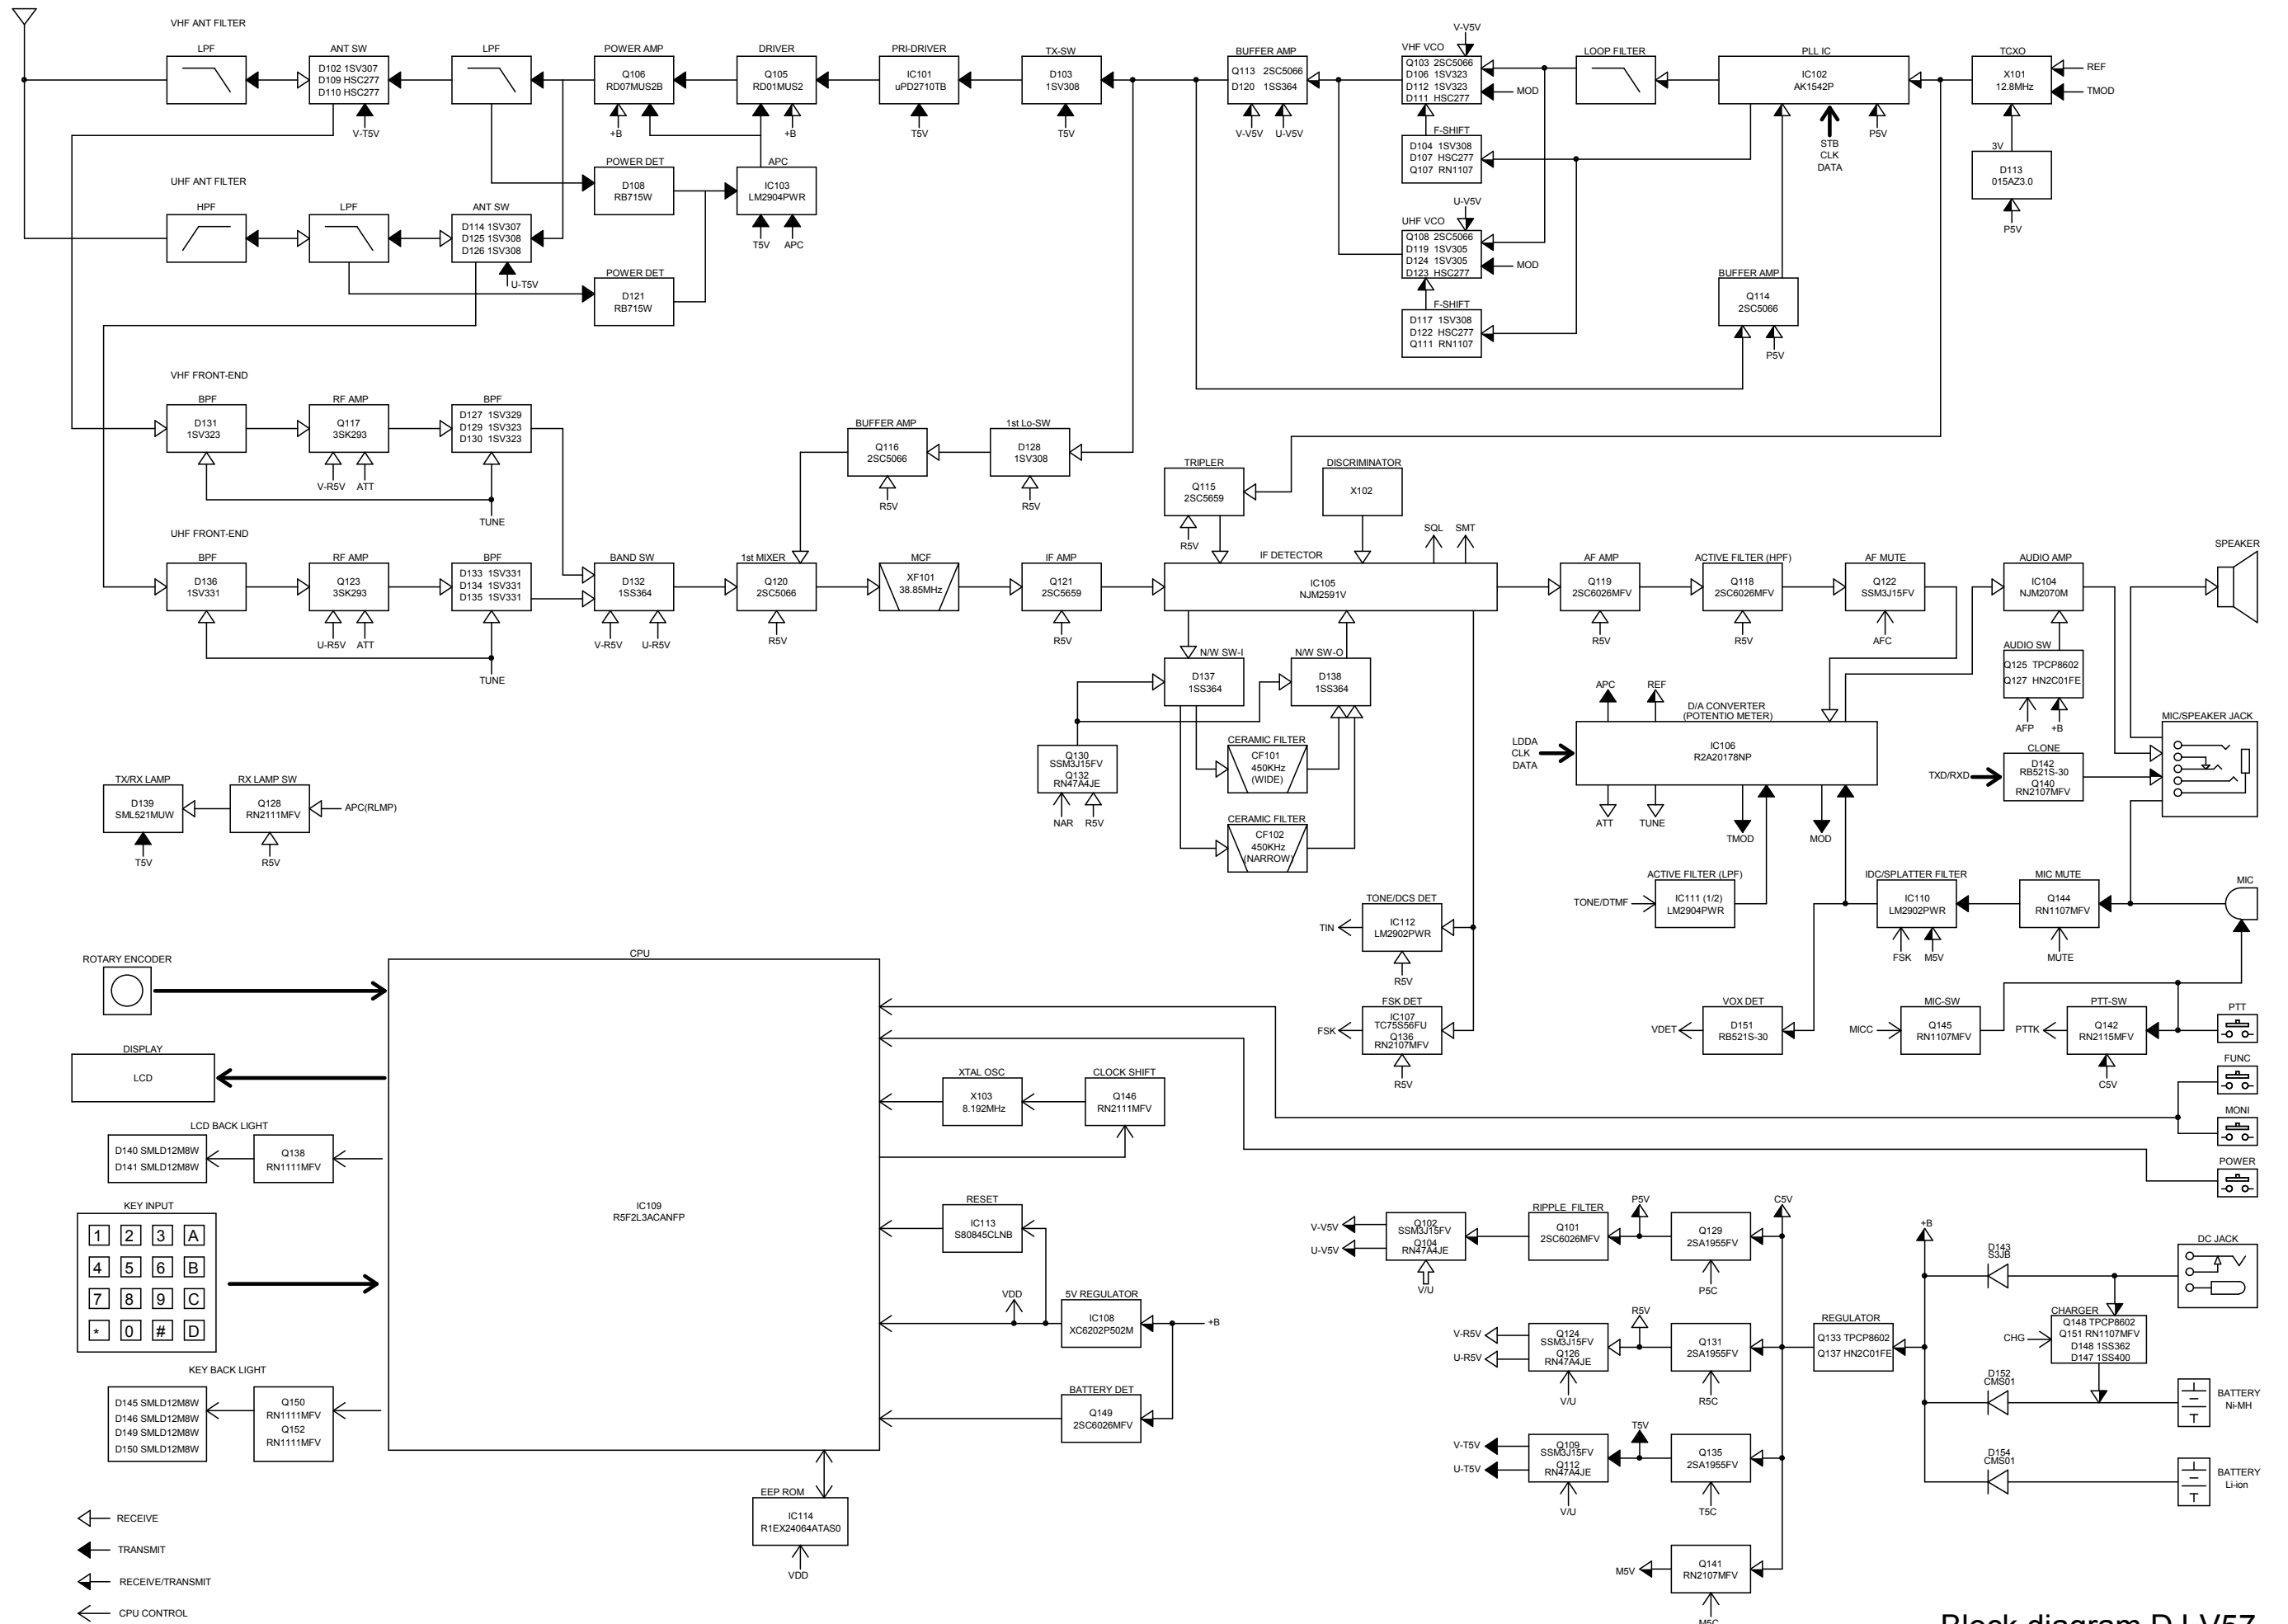 VHF ANT FILTER
LPF
ANT SW
D102 1SV307
D109 HSC277
D110 HSC277
V-T5V
LPF
POWER AMP
Q106
RD07MUS2B
+B
DRIVER
Q105
RD01MUS2
+B
PRI-DRIVER
IC101
uPD2710TB
T5V
TX-SW
D103
1SV308
T5V
BUFFER AMP
Q113 2SC5066
D120 1SS364
V-V5V
U-V5V
V-V5V
VHF VCO
Q103 2SC5066
D106 1SV323
D112 1SV323
D111 HSC277
MOD
LOOP FILTER
PLL IC
IC102
AK1542P
STB
CLK
DATA
P5V
TCXO
X101
12.8MHz
REF
TMOD
3V
D113
015AZ3.0
P5V
F-SHIFT
D104 1SV308
D107 HSC277
Q107 RN1107
U-V5V
UHF VCO
Q108 2SC5066
D119 1SV305
D124 1SV305
D123 HSC277
MOD
F-SHIFT
D117 1SV308
D122 HSC277
Q111 RN1107
BUFFER AMP
Q114
2SC5066
P5V
POWER DET
D108
RB715W
APC
IC103
LM2904PWR
T5V
APC
UHF ANT FILTER
HPF
LPF
ANT SW
D114 1SV307
D125 1SV308
D126 1SV308
U-T5V
POWER DET
D121
RB715W
VHF FRONT-END
BPF
D131
1SV323
RF AMP
Q117
3SK293
V-R5V
ATT
BPF
D127 1SV329
D129 1SV323
D130 1SV323
TUNE
BUFFER AMP
Q116
2SC5066
R5V
1st Lo-SW
D128
1SV308
R5V
TRIPLER
Q115
2SC5659
R5V
DISCRIMINATOR
X102
UHF FRONT-END
BPF
D136
1SV331
RF AMP
Q123
3SK293
U-R5V
ATT
BPF
D133 1SV331
D134 1SV331
D135 1SV331
TUNE
BAND SW
D132
1SS364
V-R5V
U-R5V
1st MIXER
Q120
2SC5066
R5V
MCF
XF101
38.85MHz
IF AMP
Q121
2SC5659
R5V
IF DETECTOR
IC105
NJM2591V
SQL
SMT
AF AMP
Q119
2SC6026MFV
R5V
ACTIVE FILTER (HPF)
Q118
2SC6026MFV
R5V
AF MUTE
Q122
SSM3J15FV
AFC
AUDIO AMP
IC104
NJM2070M
SPEAKER
AUDIO SW
Q125 TPCP8602
Q127 HN2C01FE
AFP
+B
N/W SW-I
D137
1SS364
N/W SW-O
D138
1SS364
Q130
SSM3J15FV
Q132
RN47A4JE
NAR
R5V
CERAMIC FILTER
CF101
450KHz
(WIDE)
CERAMIC FILTER
CF102
450KHz
(NARROW)
APC
REF
D/A CONVERTER
(POTENTIO METER)
IC106
R2A20178NP
LDDA
CLK
DATA
ATT
TUNE
TMOD
MOD
MIC/SPEAKER JACK
CLONE
D142
RB521S-30
Q140
RN2107MFV
TXD/RXD
TX/RX LAMP
D139
SML521MUW
T5V
RX LAMP SW
Q128
RN2111MFV
R5V
APC(RLMP)
TONE/DTMF
ACTIVE FILTER (LPF)
IC111 (1/2)
LM2904PWR
IDC/SPLATTER FILTER
IC110
LM2902PWR
FSK
M5V
MIC MUTE
Q144
RN1107MFV
MUTE
MIC
TONE/DCS DET
IC112
LM2902PWR
TIN
R5V
FSK DET
IC107
TC75S56FU
Q136
RN2107MFV
FSK
R5V
VOX DET
D151
RB521S-30
VDET
MIC-SW
Q145
RN1107MFV
MICC
PTT-SW
Q142
RN2115MFV
PTTK
C5V
PTT
FUNC
MONI
POWER
ROTARY ENCODER
CPU
IC109
R5F2L3ACANFP
DISPLAY
LCD
LCD BACK LIGHT
D140 SMLD12M8W
D141 SMLD12M8W
Q138
RN1111MFV
KEY INPUT
1 2 3 A
4 5 6 B
7 8 9 C
* 0 # D
KEY BACK LIGHT
D145 SMLD12M8W
D146 SMLD12M8W
D149 SMLD12M8W
D150 SMLD12M8W
Q150
RN1111MFV
Q152
RN1111MFV
XTAL OSC
X103
8.192MHz
CLOCK SHIFT
Q146
RN2111MFV
RESET
IC113
S80845CLNB
VDD
5V REGULATOR
IC108
XC6202P502M
+B
BATTERY DET
Q149
2SC6026MFV
EEP ROM
IC114
R1EX24064ATAS0
VDD
V-V5V
U-V5V
Q102
SSM3J15FV
Q104
RN47A4JE
V/U
RIPPLE FILTER
Q101
2SC6026MFV
P5V
Q129
2SA1955FV
P5C
C5V
V-R5V
U-R5V
Q124
SSM3J15FV
Q126
RN47A4JE
V/U
R5V
Q131
2SA1955FV
R5C
REGULATOR
Q133 TPCP8602
Q137 HN2C01FE
V-T5V
U-T5V
Q109
SSM3J15FV
Q112
RN47A4JE
V/U
T5V
Q135
2SA1955FV
T5C
M5V
Q141
RN2107MFV
M5C
+B
D143
S3JB
DC JACK
CHARGER
Q148 TPCP8602
Q151 RN1107MFV
D148 1SS362
D147 1SS400
CHG
D152
CMS01
BATTERY
Ni-MH
D154
CMS01
BATTERY
Li-ion
RECEIVE
TRANSMIT
RECEIVE/TRANSMIT
CPU CONTROL